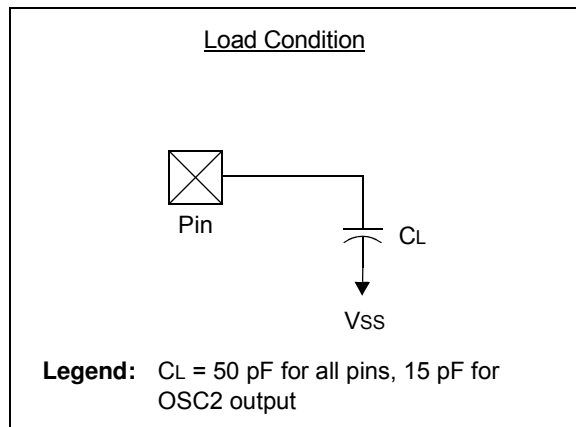 Load Condition
Pin
CL
VSS
Legend: CL = 50 pF for all pins, 15 pF for
OSC2 output